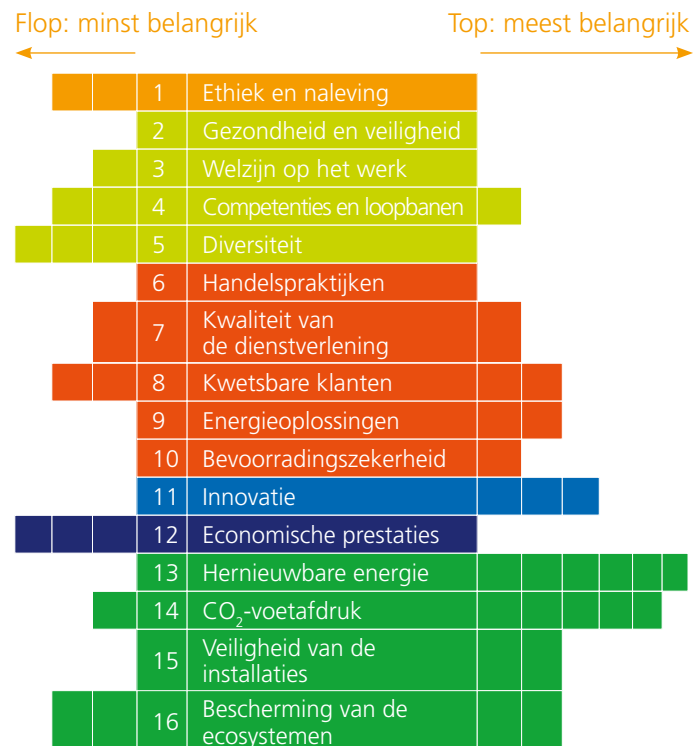 Flop: minst belangrijk
Top: meest belangrijk
1 Ethiek en naleving
2 Gezondheid en veiligheid
3 Welzijn op het werk
4 Competenties en loopbanen
5 Diversiteit
6 Handelspraktijken
7 Kwaliteit van
de dienstverlening
8 Kwetsbare klanten
9 Energieoplossingen
10 Bevoorradingszekerheid
11 Innovatie
12 Economische prestaties
13 Hernieuwbare energie
14 CO₂-voetafdruk
15 Veiligheid van de
installaties
16 Bescherming van de
ecosystemen